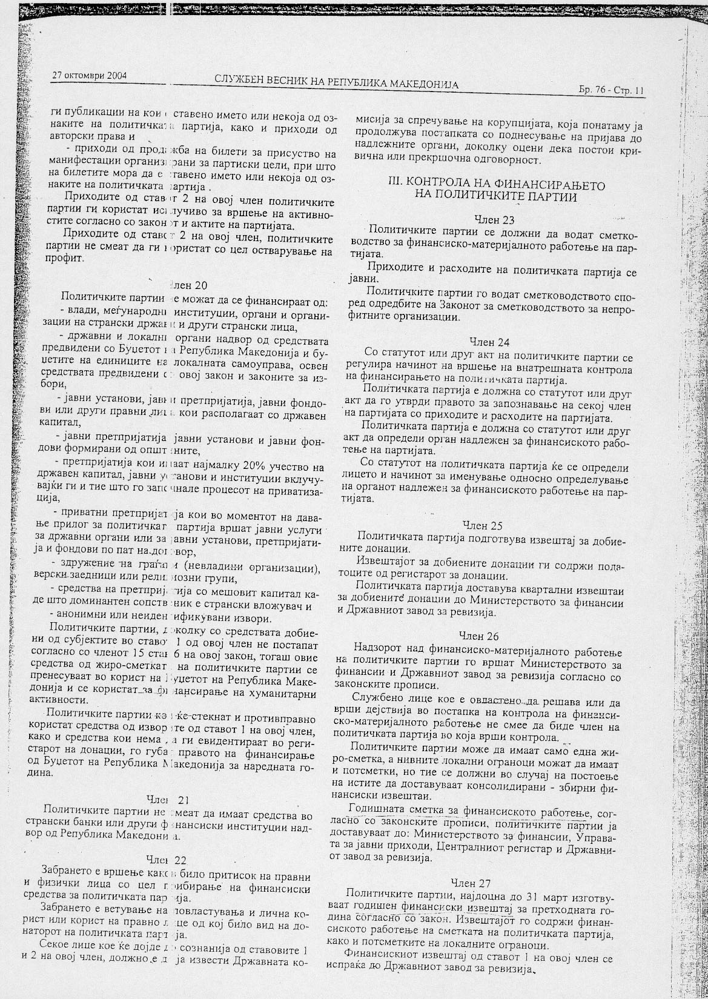 27 октомври 2004
СЛУЖБЕН ВЕСНИК НА РЕПУБЛИКА МАКЕДОНИЈА
Бр. 76 - Стр. 11
ги публикации на кои ставено името или некоја од оз-
наките на политичката партија, како и приходи од
авторски права и
- приходи од продажба на билети за присуство на
манифестации организирани за партиски цели, при што
на билетите мора да е ставено името или некоја од оз-
наките на политичката партија .
Приходите од ставот 2 на овој член политичките
партии ги користат исклучиво за вршење на активно-
стите согласно со законот и актите на партијата.
Приходите од ставот 2 на овој член, политичките
партии не смеат да ги користат со цел остварување на
профит.
Член 20
Политичките партии не можат да се финансираат од:
- влади, меѓународни институции, органи и органи-
зации на странски држави и други странски лица,
- државни и локални органи надвор од средствата
предвидени со Буџетот на Република Македонија и бу-
џетите на единиците на локалната самоуправа, освен
средствата предвидени со овој закон и законите за из-
бори,
- јавни установи, јавни претпријатија, јавни фондо-
ви или други правни лица кои располагаат со државен
капитал,
- јавни претпријатија јавни установи и јавни фон-
дови формирани од општините,
- претпријатија кои имаат најмалку 20% учество на
државен капитал, јавни установи и институции вклучу-
вајќи ги и тие што го започнале процесот на приватиза-
ција,
- приватни претпријатија кои во моментот на дава-
ње прилог за политичката партија вршат јавни услуги
за државни органи или за јавни установи, претпријати-
ја и фондови по пат на договор,
- здружение на граѓани (невладини организации),
верски заедници или религиозни групи,
- средства на претпријатија со мешовит капитал ка-
де што доминантен сопственик е странски вложувач и
- анонимни или неидентификувани извори.
Политичките партии, доколку со средствата добие-
ни од субјектите во ставот 1 од овој член не постапат
согласно со членот 15 став 6 на овој закон, тогаш овие
средства од жиро-сметката на политичките партии се
пренесуваат во корист на Буџетот на Република Маке-
донија и се користат за финансирање на хуманитарни
активности.
Политичките партии кои ќе стекнат и противправно
користат средства од изворите од ставот 1 на овој член,
како и средства кои нема да ги евидентираат во реги-
старот на донации, го губат правото на финансирање
од Буџетот на Република Македонија за наредната го-
дина.
Член 21
Политичките партии не смеат да имаат средства во
странски банки или други финансиски институции над-
вор од Република Македонија.
Член 22
Забрането е вршење каков било притисок на правни
и физички лица со цел прибирање на финансиски
средства за политичката партија.
Забрането е ветување на повластувања и лична ко-
рист или корист на правно лице од кој било вид на до-
наторот на политичката партија.
Секое лице кое ќе дојде до сознанија од ставовите 1
и 2 на овој член, должно е да ја извести Државната ко-
мисија за спречување на корупцијата, која понатаму ја
продолжува постапката со поднесување на пријава до
надлежните органи, доколку оцени дека постои кри-
вична или прекршочна одговорност.
III. КОНТРОЛА НА ФИНАНСИРАЊЕТО
НА ПОЛИТИЧКИТЕ ПАРТИИ
Член 23
Политичките партии се должни да водат сметко-
водство за финансиско-материјалното работење на пар-
тијата.
Приходите и расходите на политичката партија се
јавни.
Политичките партии го водат сметководството спо-
ред одредбите на Законот за сметководството за непро-
фитните организации.
Член 24
Со статутот или друг акт на политичките партии се
регулира начинот на вршење на внатрешната контрола
на финансирањето на политичката партија.
Политичката партија е должна со статутот или друг
акт да го утврди правото за запознавање на секој член
на партијата со приходите и расходите на партијата.
Политичката партија е должна со статутот или друг
акт да определи орган надлежен за финансиското рабо-
тење на партијата.
Со статутот на политичката партија ќе се определи
лицето и начинот за именување односно определување
на органот надлежен за финансиското работење на пар-
тијата.
Член 25
Политичката партија подготвува извештај за добие-
ните донации.
Извештајот за добиените донации ги содржи пода-
тоците од регистарот за донации.
Политичката партија доставува квартални извештаи
за добиените донации до Министерството за финансии
и Државниот завод за ревизија.
Член 26
Надзорот над финансиско-материјалното работење
на политичките партии го вршат Министерството за
финансии и Државниот завод за ревизија согласно со
законските прописи.
Службено лице кое е овластено да решава или да
врши дејствија во постапка на контрола на финанси-
ско-материјалното работење не смее да биде член на
политичката партија во која врши контрола.
Политичките партии може да имаат само една жи-
ро-сметка, а нивните локални огранoци можат да имаат
и потсметки, но тие се должни во случај на постоење
на истите да доставуваат консолидирани - збирни фи-
нансиски извештаи.
Годишната сметка за финансиското работење, сог-
ласно со законските прописи, политичките партии ја
доставуваат до: Министерството за финансии, Управа-
та за јавни приходи, Централниот регистар и Државни-
от завод за ревизија.
Член 27
Политичките партии, најдоцна до 31 март изготву-
ваат годишен финансиски извештај за претходната го-
дина согласно со закон. Извештајот го содржи финан-
сиското работење на сметката на политичката партија,
како и потсметките на локалните ограноци.
Финансискиот извештај од ставот 1 на овој член се
испраќа до Државниот завод за ревизија.